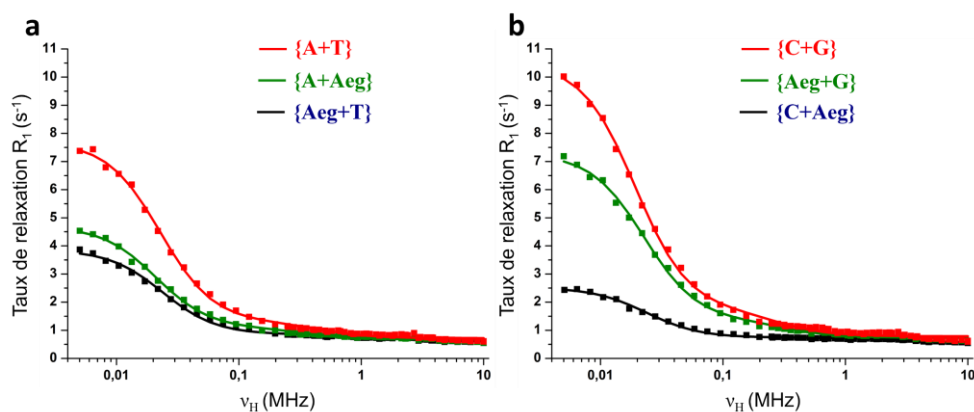 a
11
10
9
8
7
6
5
4
3
2
1
0
Taux de relaxation R₁ (s⁻¹)
{A+T}
{A+Aeg}
{Aeg+T}
0,01
0,1
1
10
νH (MHz)
b
11
10
9
8
7
6
5
4
3
2
1
0
Taux de relaxation R₁ (s⁻¹)
{C+G}
{Aeg+G}
{C+Aeg}
0,01
0,1
1
10
νH (MHz)